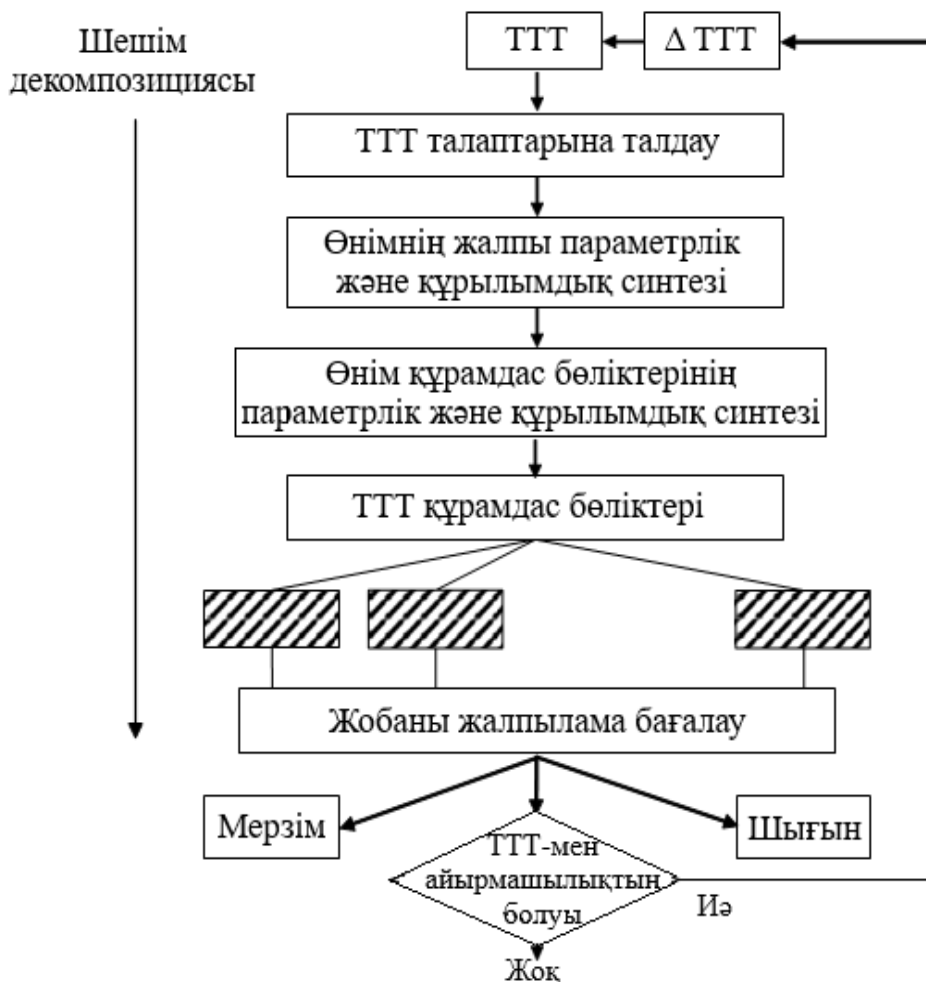 Шешім
декомпозициясы
ТТТ
Δ ТТТ
ТТТ талаптарына талдау
Өнімнің жалпы параметрлік
және құрылымдық синтезі
Өнім құрамдас бөліктерінің
параметрлік және құрылымдық синтезі
ТТТ құрамдас бөліктері
Жобаны жалпылама бағалау
Мерзім
Шығын
ТТТ-мен
айырмашылықтың
болуы
Иә
Жоқ